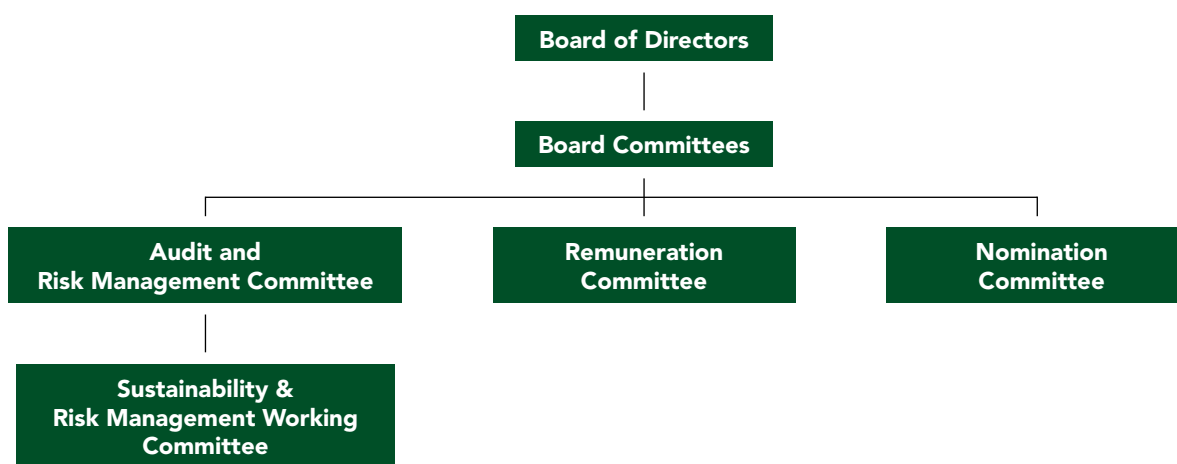 Board of Directors
Board Committees
Audit and
Risk Management Committee
Remuneration
Committee
Nomination
Committee
Sustainability &
Risk Management Working
Committee